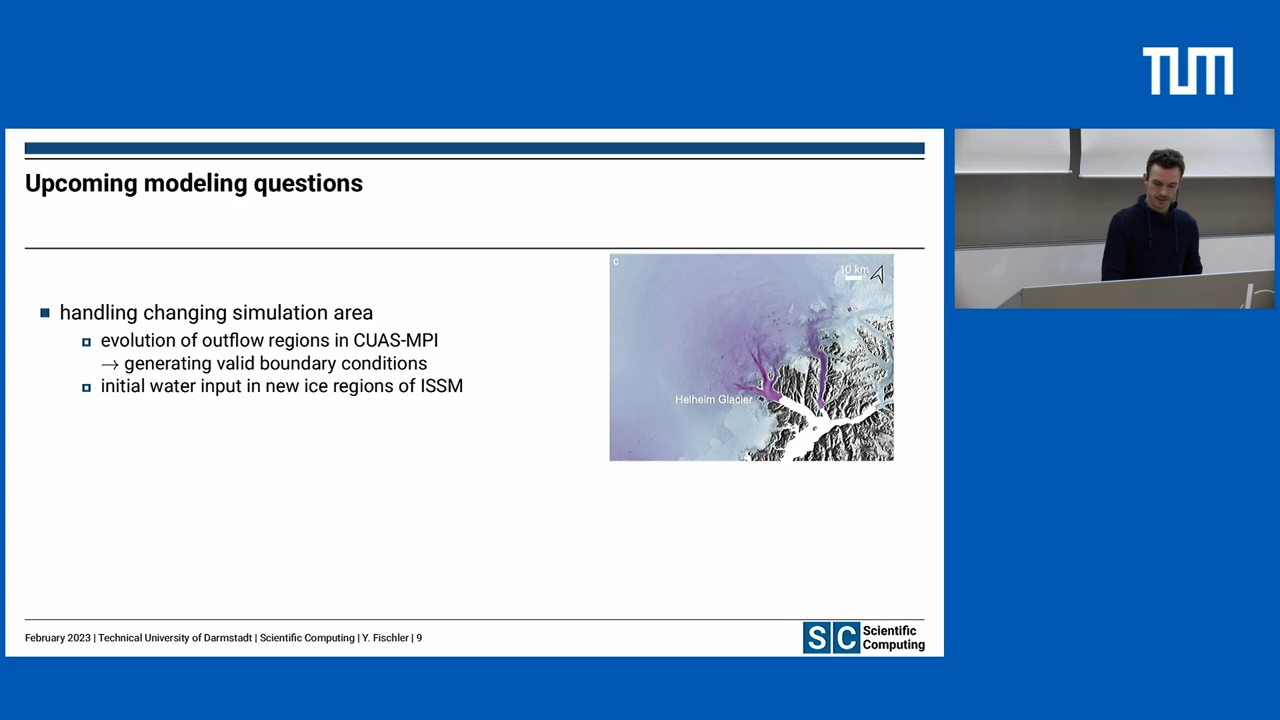 TUM
Upcoming modeling questions
handling changing simulation area
evolution of outflow regions in CUAS-MPI
→ generating valid boundary conditions
initial water input in new ice regions of ISSM
c
10 km
Helheim Glacier
February 2023 | Technical University of Darmstadt | Scientific Computing | Y. Fischler | 9
SC Scientific
Computing